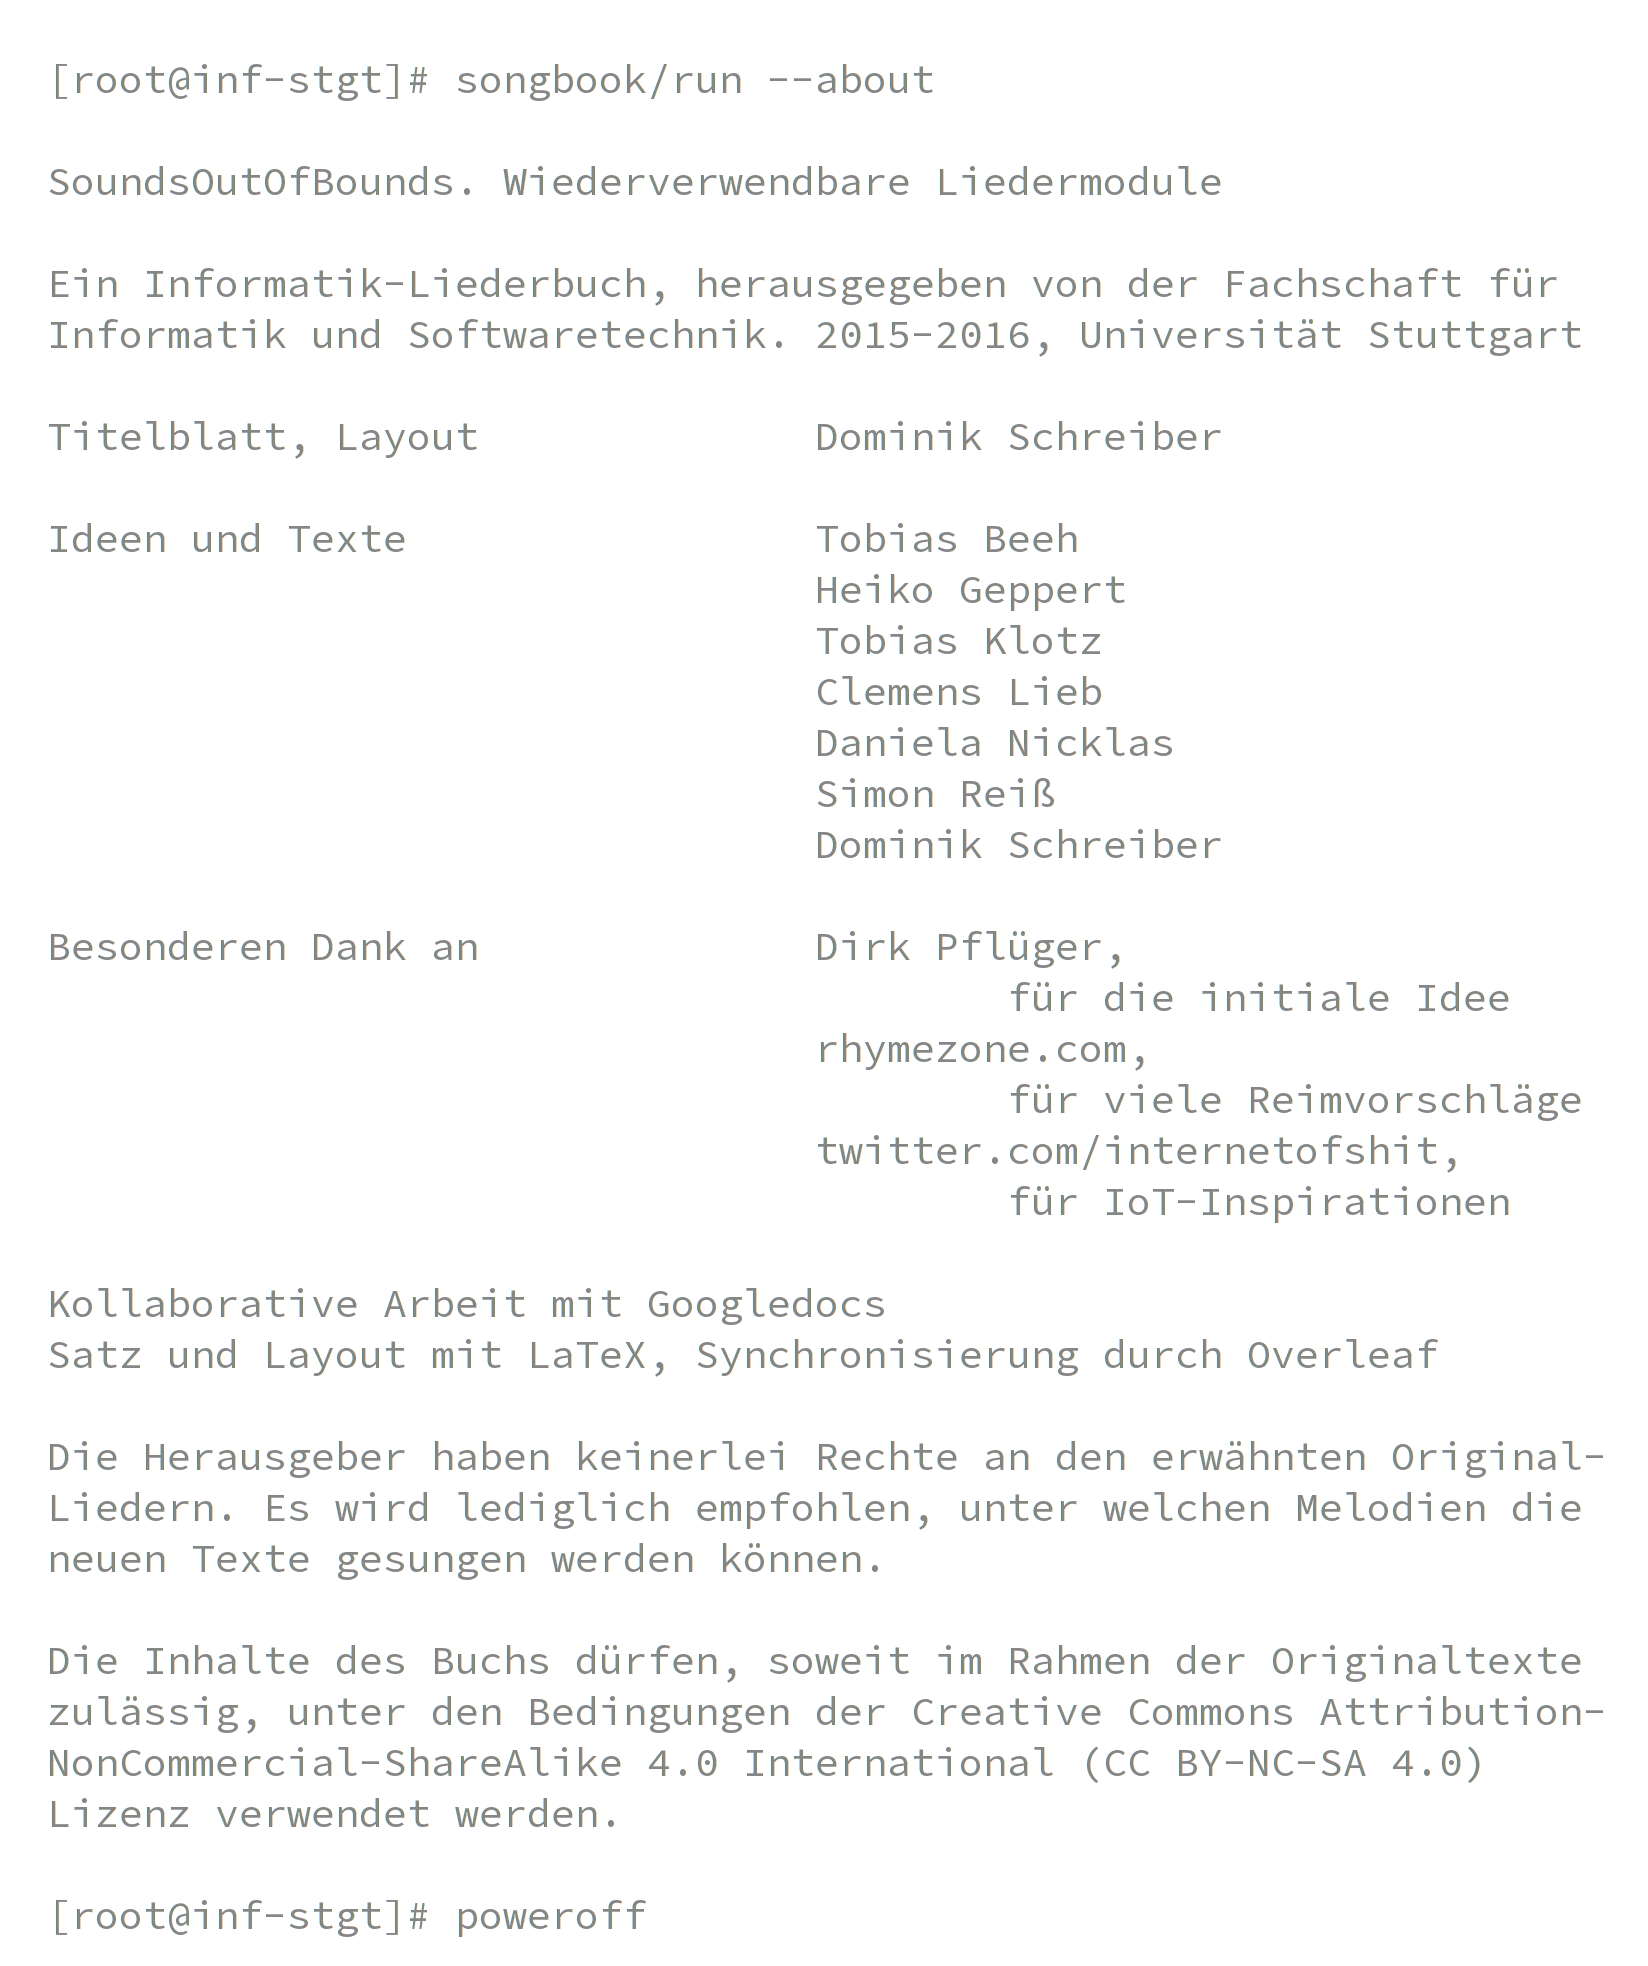 [root@inf-stgt]# songbook/run --about
SoundsOutOfBounds. Wiederverwendbare Liedermodule
Ein Informatik-Liederbuch, herausgegeben von der Fachschaft für
Informatik und Softwaretechnik. 2015-2016, Universität Stuttgart
Titelblatt, Layout Dominik Schreiber
Ideen und Texte Tobias Beeh
Heiko Geppert
Tobias Klotz
Clemens Lieb
Daniela Nicklas
Simon Reiß
Dominik Schreiber
Besonderen Dank an Dirk Pflüger,
für die initiale Idee
rhymezone.com,
für viele Reimvorschläge
twitter.com/internetofshit,
für IoT-Inspirationen
Kollaborative Arbeit mit Googledocs
Satz und Layout mit LaTeX, Synchronisierung durch Overleaf
Die Herausgeber haben keinerlei Rechte an den erwähnten Original-
Liedern. Es wird lediglich empfohlen, unter welchen Melodien die
neuen Texte gesungen werden können.
Die Inhalte des Buchs dürfen, soweit im Rahmen der Originaltexte
zulässig, unter den Bedingungen der Creative Commons Attribution-
NonCommercial-ShareAlike 4.0 International (CC BY-NC-SA 4.0)
Lizenz verwendet werden.
[root@inf-stgt]# poweroff